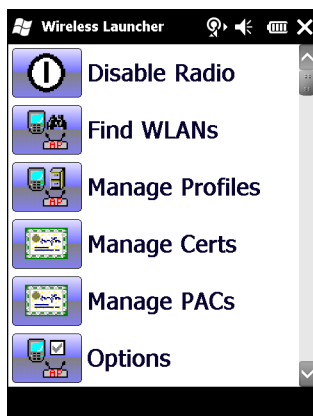 Wireless Launcher
Disable Radio
Find WLANs
Manage Profiles
Manage Certs
Manage PACs
Options